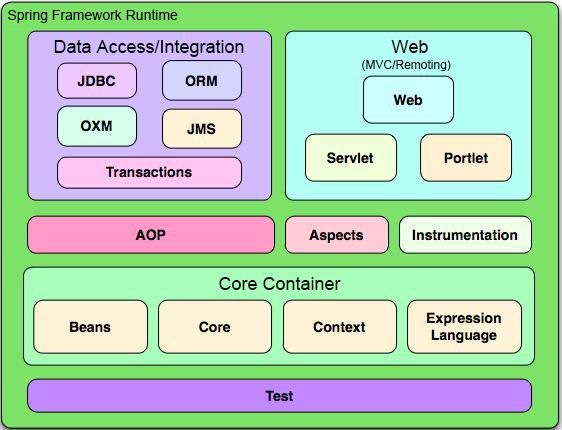 Spring Framework Runtime
Data Access/Integration
JDBC
ORM
OXM
JMS
Transactions
Web
(MVC/Remoting)
Web
Servlet
Portlet
AOP
Aspects
Instrumentation
Core Container
Beans
Core
Context
Expression
Language
Test